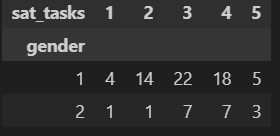 sat_tasks 1 2 3 4 5
gender
1 4 14 22 18 5
2 1 1 7 7 3